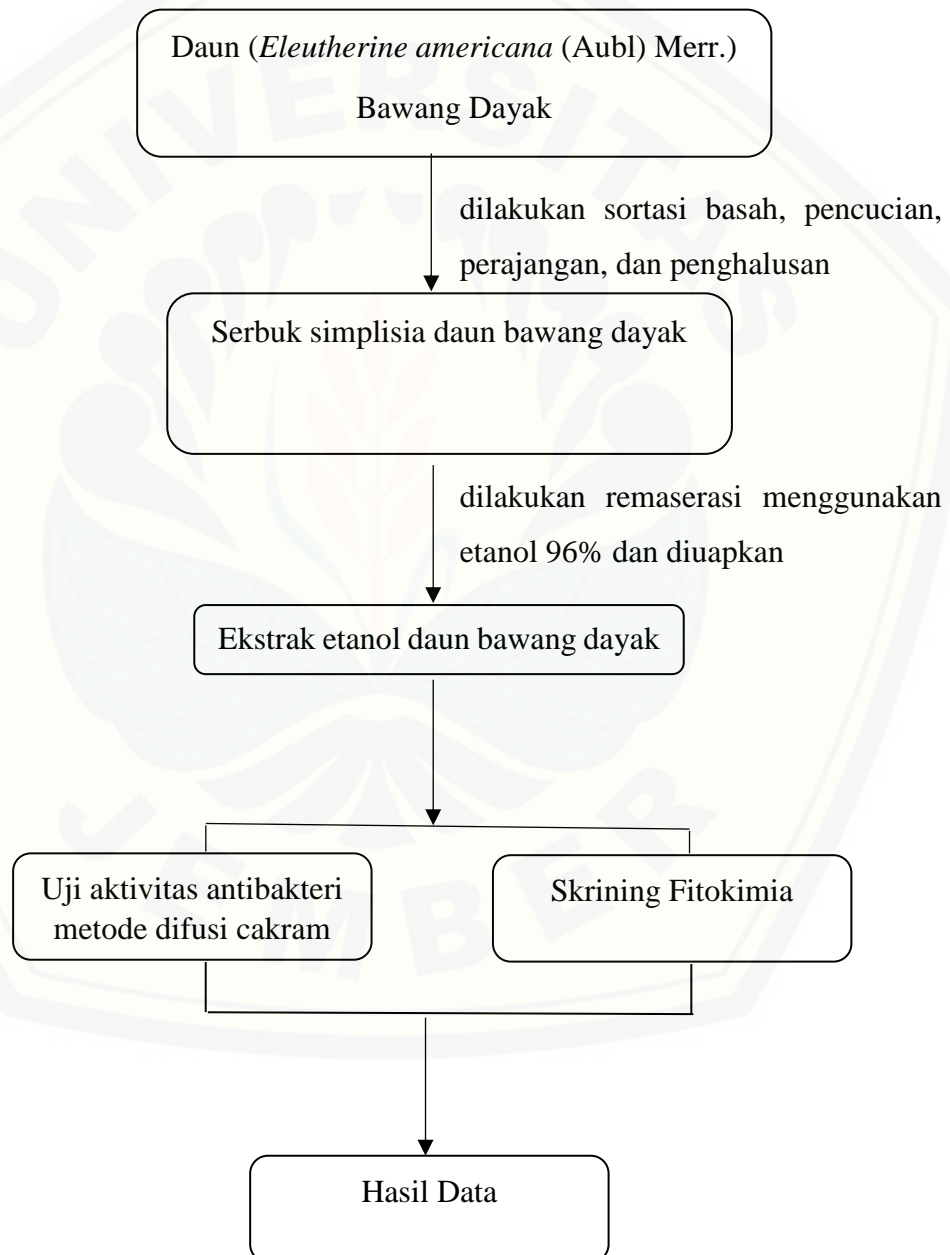 Daun (Eleutherine americana (Aubl) Merr.)
Bawang Dayak
dilakukan sortasi basah, pencucian,
perajangan, dan penghalusan
Serbuk simplisia daun bawang dayak
dilakukan remaserasi menggunakan
etanol 96% dan diuapkan
Ekstrak etanol daun bawang dayak
Uji aktivitas antibakteri
metode difusi cakram
Skrining Fitokimia
Hasil Data
UNIVERSITAS
JEMBER